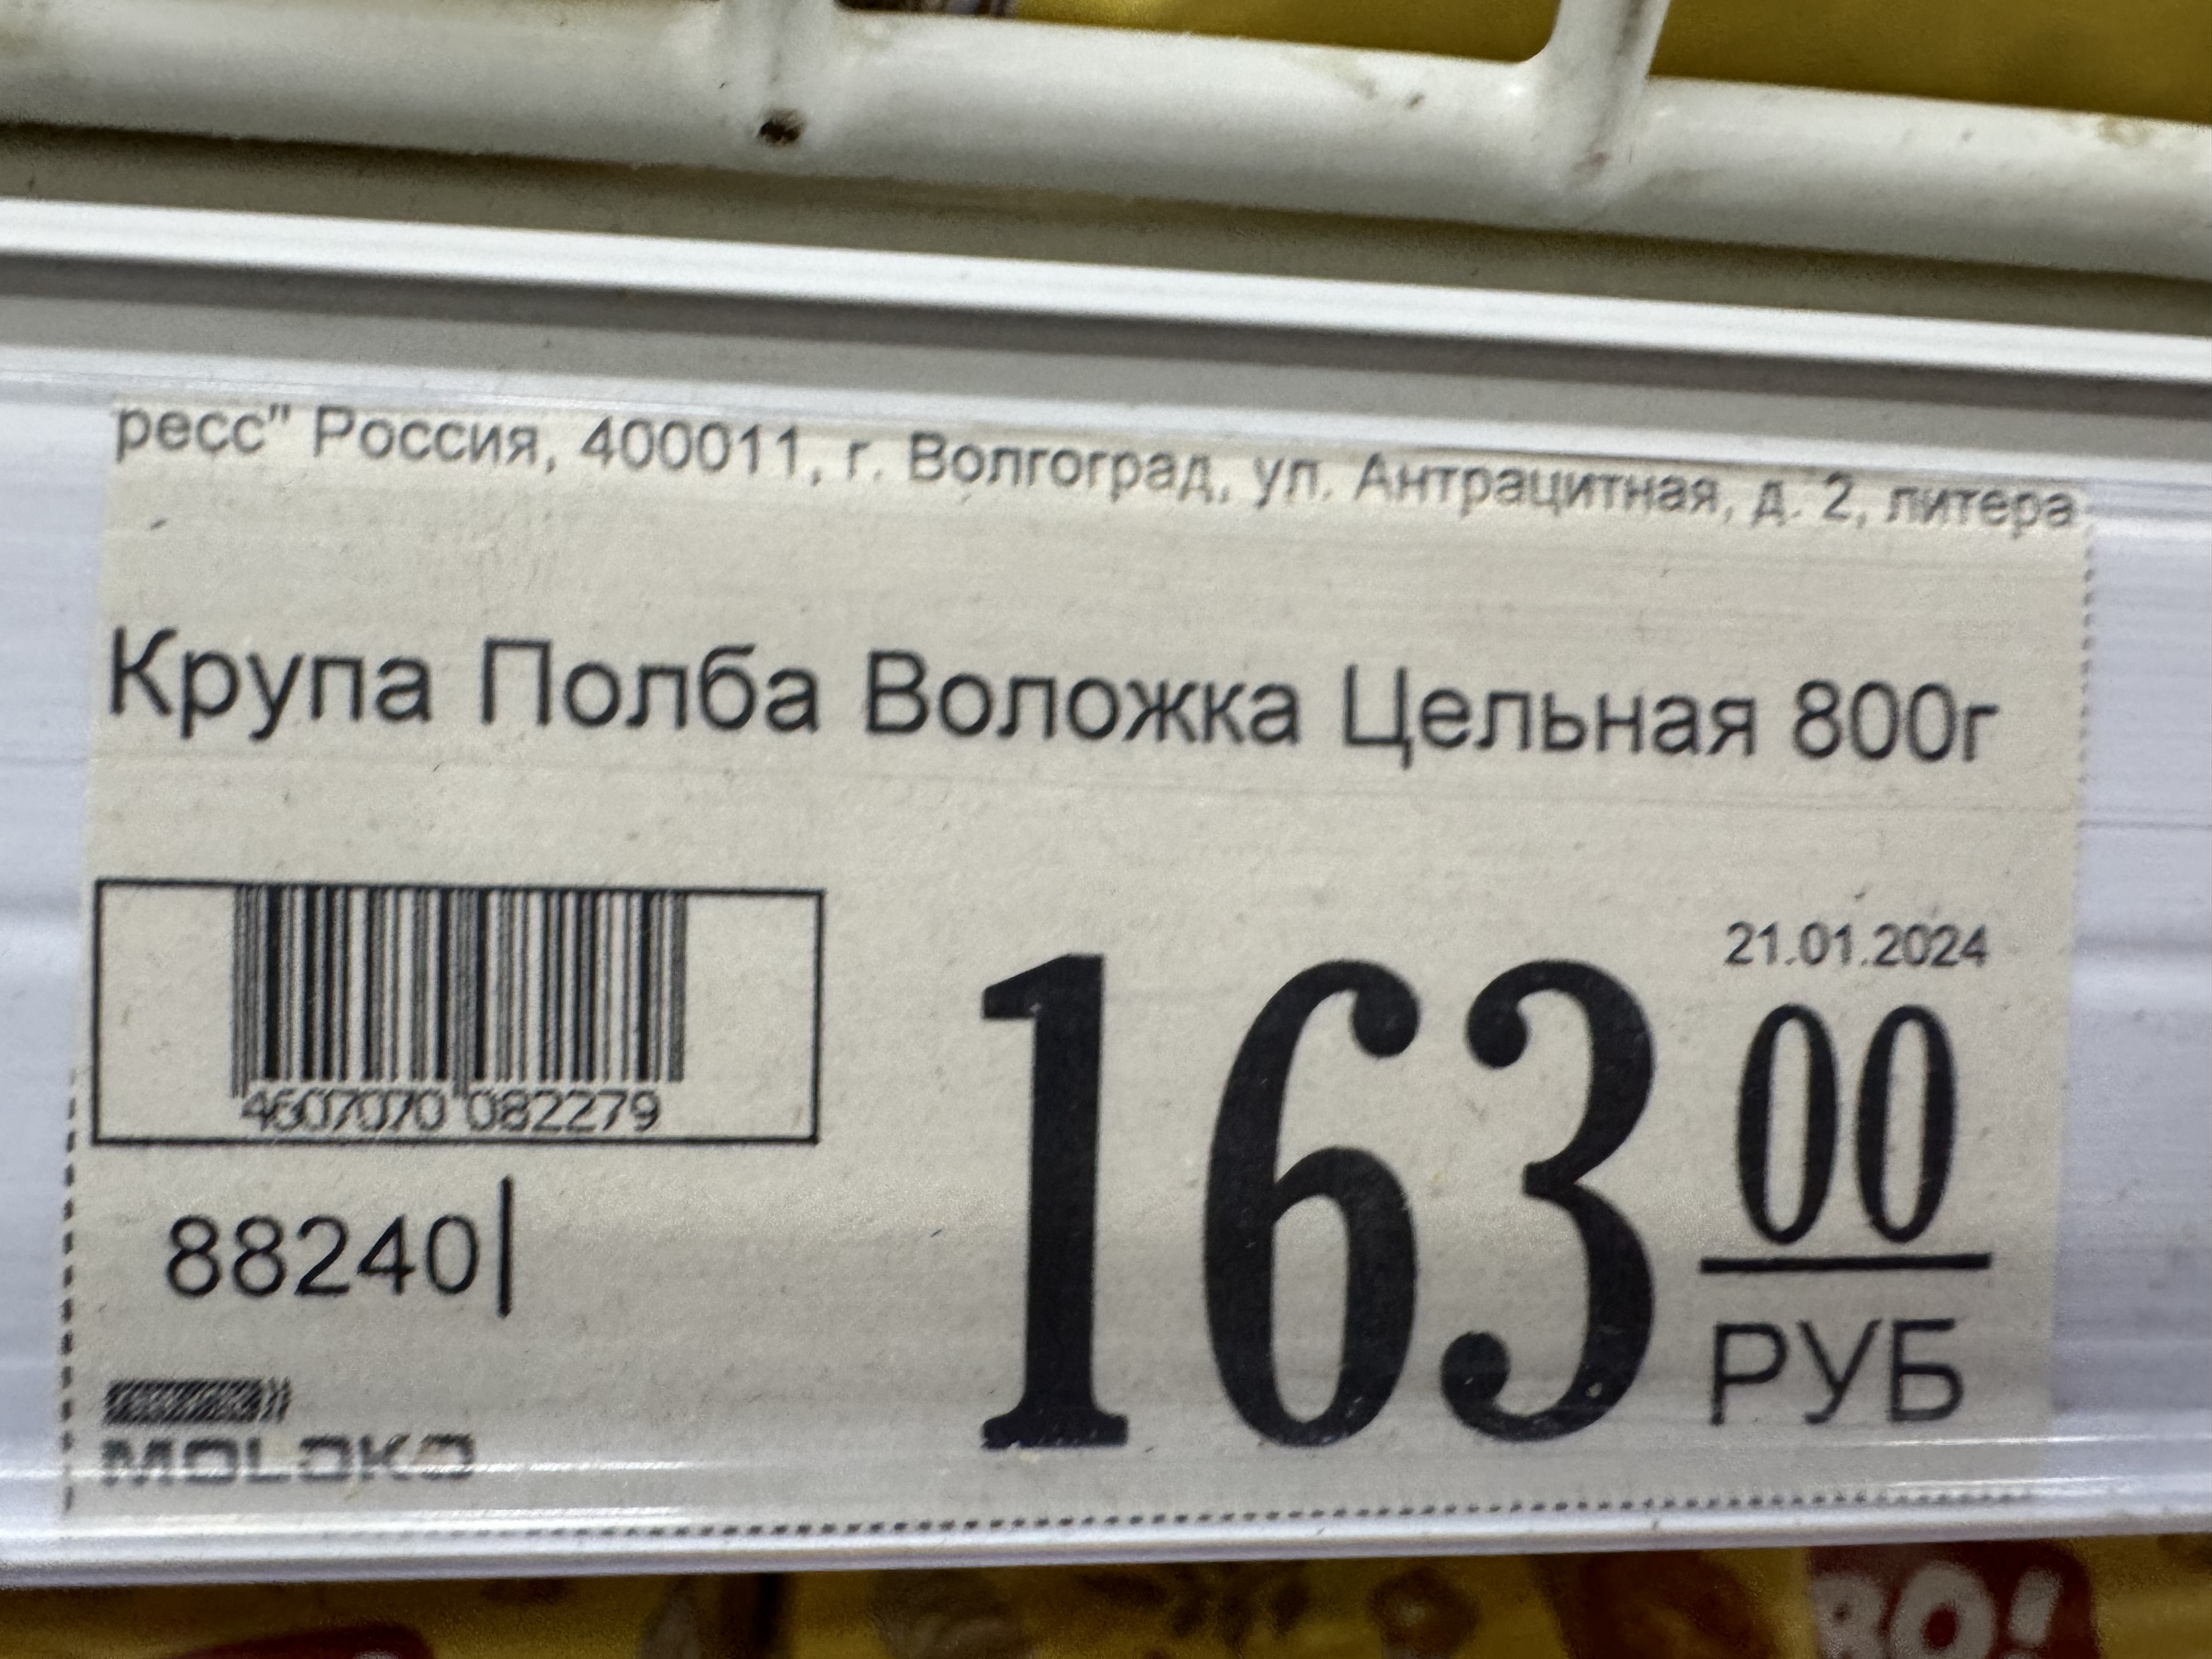 ресс" Россия, 400011, г. Волгоград, ул. Антрацитная, д. 2, литера
Крупа Полба Воложка Цельная 800г
4607070 082279
21.01.2024
163 00
РУБ
88240
MOLOKO
ВО!